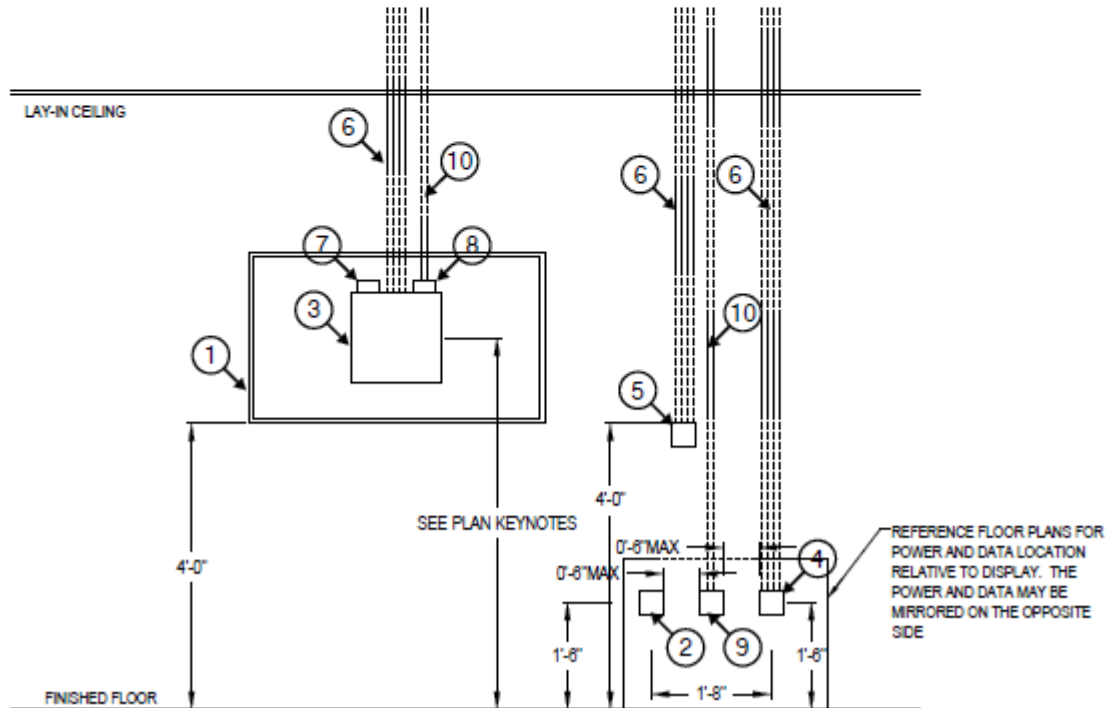 LAY-IN CEILING
6
10
6
6
7
8
3
10
1
5
4'-0"
SEE PLAN KEYNOTES
0'-6"MAX
4
REFERENCE FLOOR PLANS FOR
POWER AND DATA LOCATION
RELATIVE TO DISPLAY. THE
POWER AND DATA MAY BE
MIRRORED ON THE OPPOSITE
SIDE
4'-0"
0'-6"MAX
2
9
1'-6"
1'-6"
1'-8"
FINISHED FLOOR